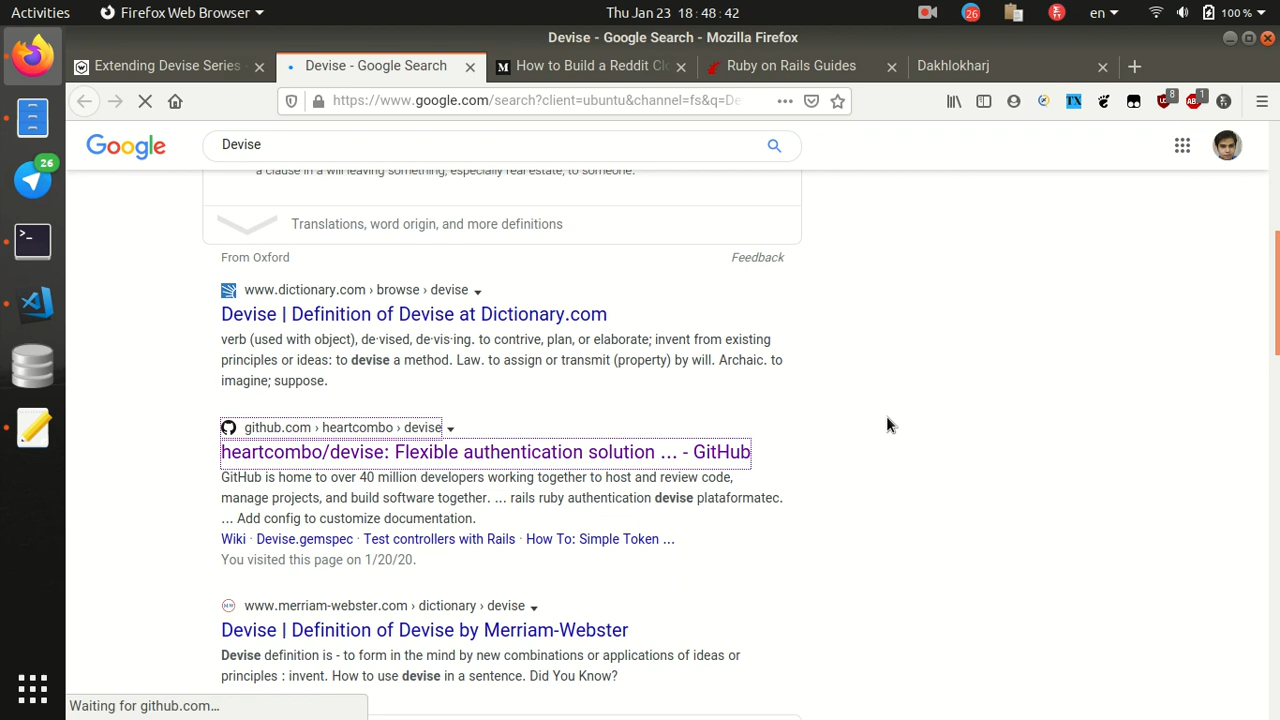 Activities
Firefox Web Browser
Thu Jan 23 18:48:42
26
en
100 %
Devise - Google Search - Mozilla Firefox
Extending Devise Series -
Devise - Google Search
How to Build a Reddit Clo
Ruby on Rails Guides
Dakhlokharj
https://www.google.com/search?client=ubuntu&channel=fs&q=De
TX
8
1
Google
Devise
a clause in a will leaving something, especially real estate, to someone.
Translations, word origin, and more definitions
From Oxford
Feedback
www.dictionary.com › browse › devise
Devise | Definition of Devise at Dictionary.com
verb (used with object), de·vised, de·vis·ing. to contrive, plan, or elaborate; invent from existing
principles or ideas: to devise a method. Law. to assign or transmit (property) by will. Archaic. to
imagine; suppose.
github.com › heartcombo › devise
heartcombo/devise: Flexible authentication solution ... - GitHub
GitHub is home to over 40 million developers working together to host and review code,
manage projects, and build software together. ... rails ruby authentication devise plataformatec.
... Add config to customize documentation.
Wiki · Devise.gemspec · Test controllers with Rails · How To: Simple Token ...
You visited this page on 1/20/20.
www.merriam-webster.com › dictionary › devise
Devise | Definition of Devise by Merriam-Webster
Devise definition is - to form in the mind by new combinations or applications of ideas or
principles : invent. How to use devise in a sentence. Did You Know?
Waiting for github.com…
26